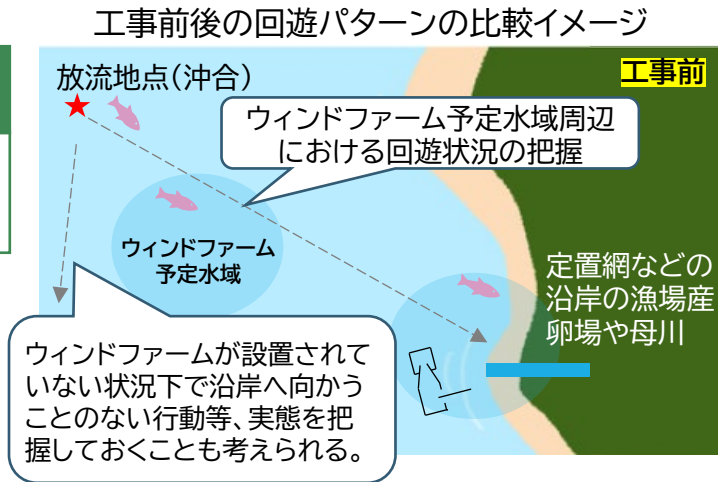 工事前後の回遊パターンの比較イメージ
工事前
放流地点(沖合)
ウィンドファーム予定水域周辺
における回遊状況の把握
ウィンドファーム
予定水域
定置網などの
沿岸の漁場産
卵場や母川
ウィンドファームが設置されて
いない状況下で沿岸へ向かう
ことのない行動等、実態を把
握しておくことも考えられる。